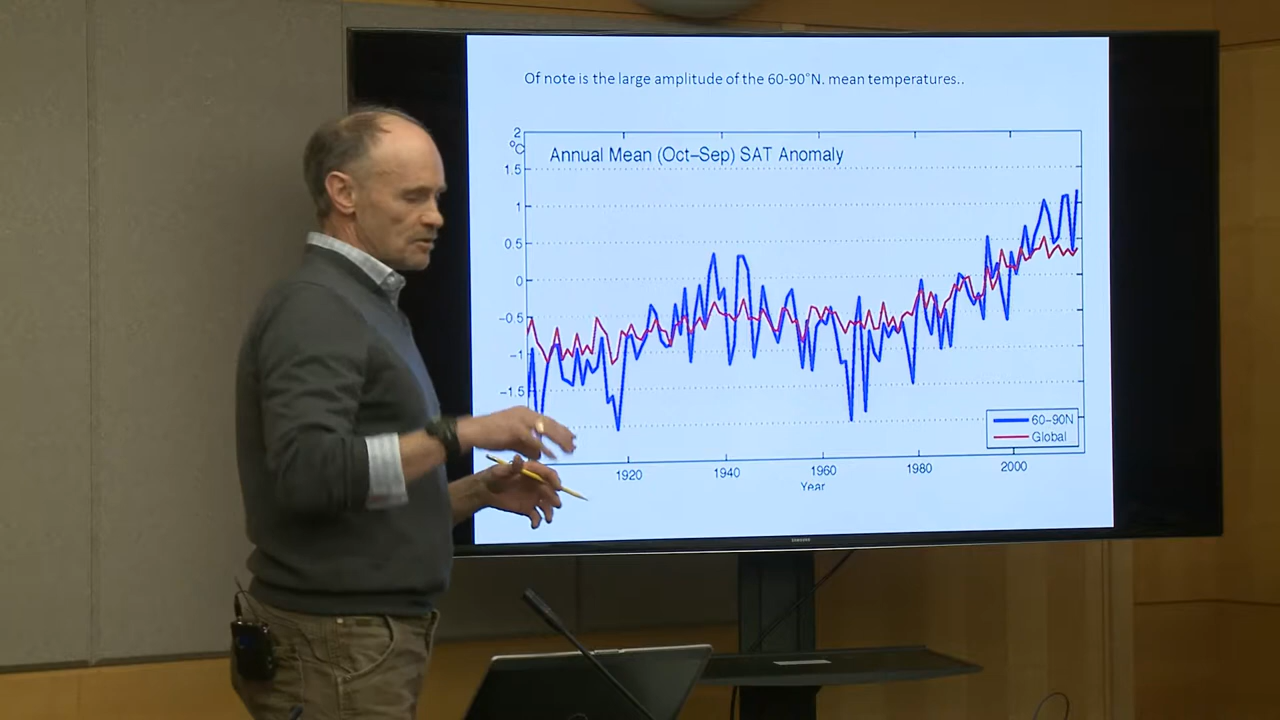 Of note is the large amplitude of the 60-90°N. mean temperatures..
2
°C
Annual Mean (Oct–Sep) SAT Anomaly
1.5
1
0.5
0
−0.5
−1
−1.5
60−90N
Global
1920 1940 1960 1980 2000
Year
SAMSUNG